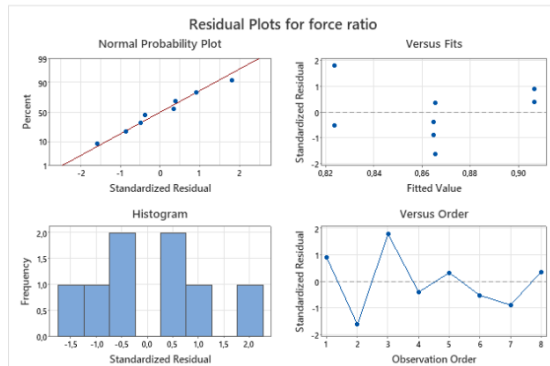 Residual Plots for force ratio
Normal Probability Plot
99
90
50
10
1
Percent
-2 -1 0 1 2
Standardized Residual
Versus Fits
2
1
0
-1
-2
Standardized Residual
0,82 0,84 0,86 0,88 0,90
Fitted Value
Histogram
2,0
1,5
1,0
0,5
0,0
Frequency
-1,5 -1,0 -0,5 0,0 0,5 1,0 1,5 2,0
Standardized Residual
Versus Order
2
1
0
-1
-2
Standardized Residual
1 2 3 4 5 6 7 8
Observation Order